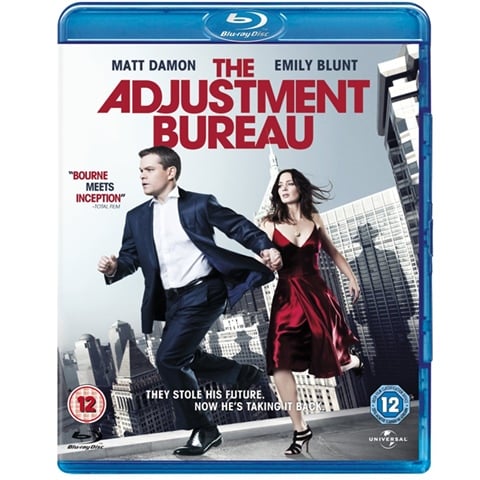 Blu-ray Disc
MATT DAMON
EMILY BLUNT
THE
ADJUSTMENT
BUREAU
"BOURNE
MEETS
INCEPTION"
-TOTAL FILM
THEY STOLE HIS FUTURE.
NOW HE'S TAKING IT BACK.
12
12
Blu-ray Disc
UNIVERSAL